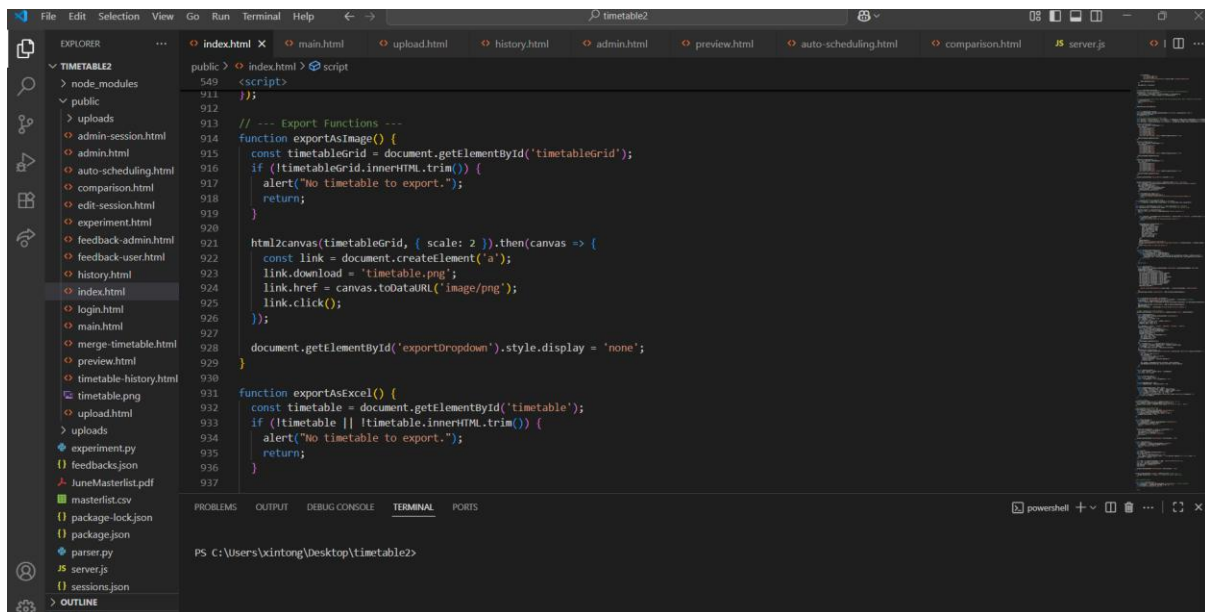 File Edit Selection View Go Run Terminal Help timetable2
EXPLORER
TIMETABLE2
node_modules
public
uploads
admin-session.html
admin.html
auto-scheduling.html
comparison.html
edit-session.html
experiment.html
feedback-admin.html
feedback-user.html
history.html
index.html
login.html
main.html
merge-timetable.html
preview.html
timetable-history.html
timetable.png
upload.html
uploads
experiment.py
feedbacks.json
JuneMasterlist.pdf
masterlist.csv
package-lock.json
package.json
parser.py
server.js
sessions.json
OUTLINE
index.html main.html upload.html history.html admin.html preview.html auto-scheduling.html comparison.html server.js
public > index.html > script
549 <script>
911 });
912
913 // --- Export Functions ---
914 function exportAsImage() {
915 const timetableGrid = document.getElementById('timetableGrid');
916 if (!timetableGrid.innerHTML.trim()) {
917 alert("No timetable to export.");
918 return;
919 }
920
921 html2canvas(timetableGrid, { scale: 2 }).then(canvas => {
922 const link = document.createElement('a');
923 link.download = 'timetable.png';
924 link.href = canvas.toDataURL('image/png');
925 link.click();
926 });
927
928 document.getElementById('exportDropdown').style.display = 'none';
929 }
930
931 function exportAsExcel() {
932 const timetable = document.getElementById('timetable');
933 if (!timetable || !timetable.innerHTML.trim()) {
934 alert("No timetable to export.");
935 return;
936 }
937
PROBLEMS OUTPUT DEBUG CONSOLE TERMINAL PORTS powershell
PS C:\Users\xintong\Desktop\timetable2>